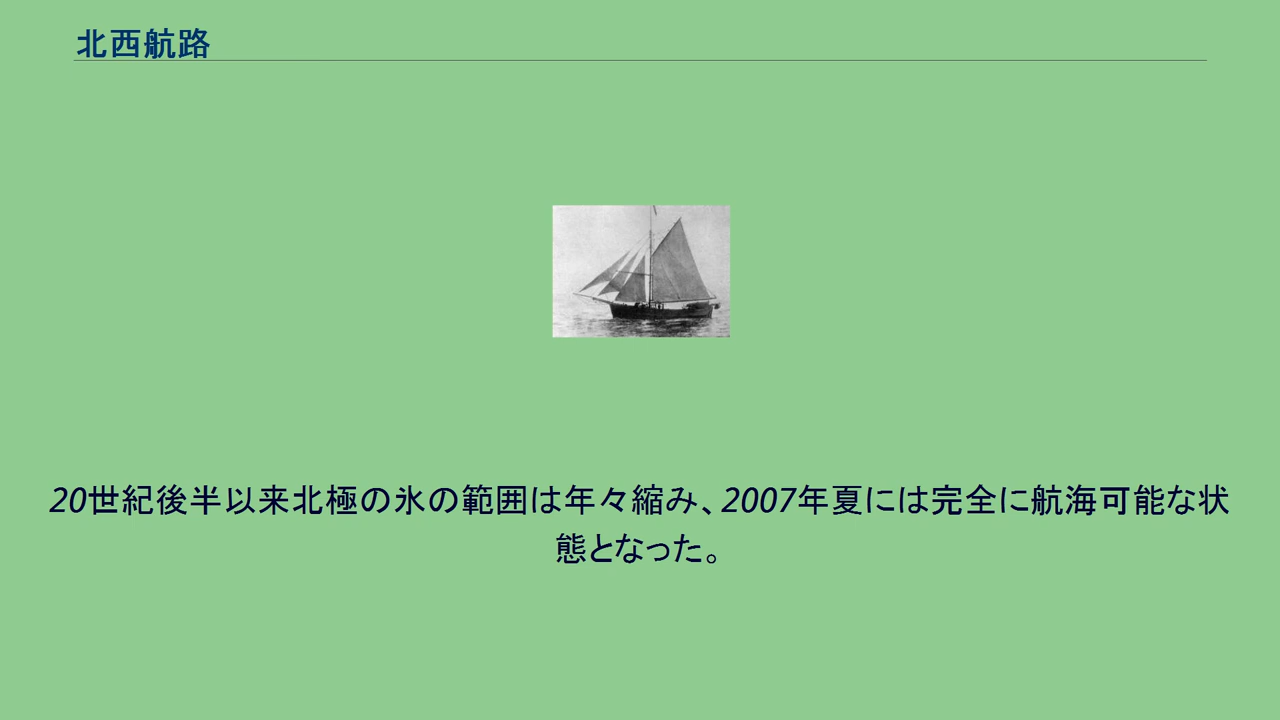 北西航路
20世紀後半以来北極の氷の範囲は年々縮み、2007年夏には完全に航海可能な状
態となった。